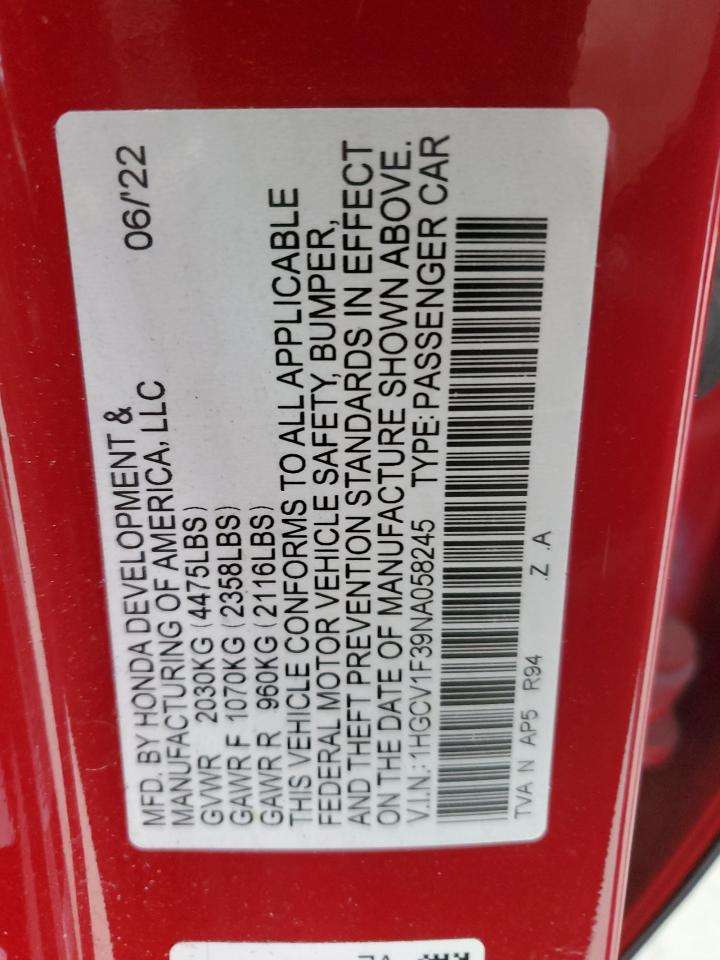 MFD. BY HONDA DEVELOPMENT & 06/'22
MANUFACTURING OF AMERICA, LLC
GVWR 2030KG (4475LBS)
GAWR F 1070KG (2358LBS)
GAWR R 960KG (2116LBS)
THIS VEHICLE CONFORMS TO ALL APPLICABLE
FEDERAL MOTOR VEHICLE SAFETY, BUMPER,
AND THEFT PREVENTION STANDARDS IN EFFECT
ON THE DATE OF MANUFACTURE SHOWN ABOVE.
V.I.N.: 1HGCV1F39NA058245 TYPE: PASSENGER CAR
TVA N AP5 R94 .Z .A